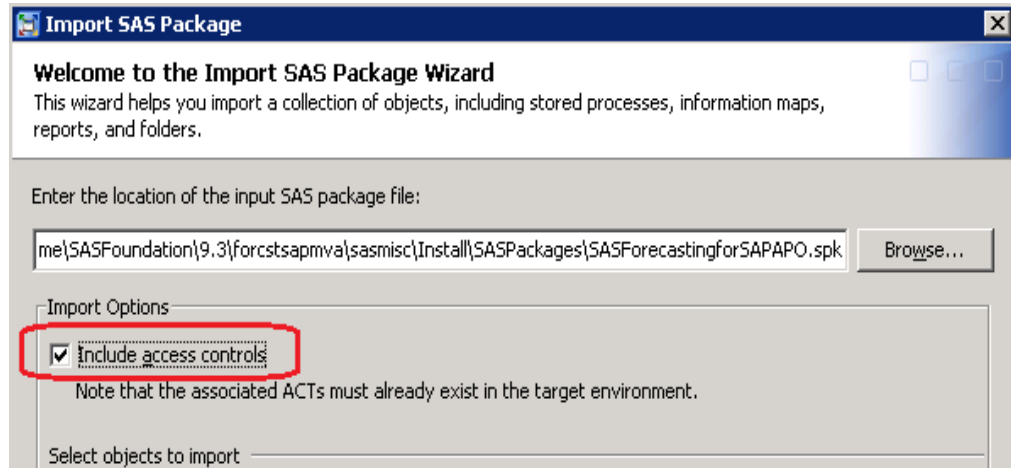 Import SAS Package
Welcome to the Import SAS Package Wizard
This wizard helps you import a collection of objects, including stored processes, information maps,
reports, and folders.
Enter the location of the input SAS package file:
me\SASFoundation\9.3\forcstsapmva\sasmisc\Install\SASPackages\SASForecastingforSAPAPO.spk
Browse...
Import Options
Include access controls
Note that the associated ACTs must already exist in the target environment.
Select objects to import